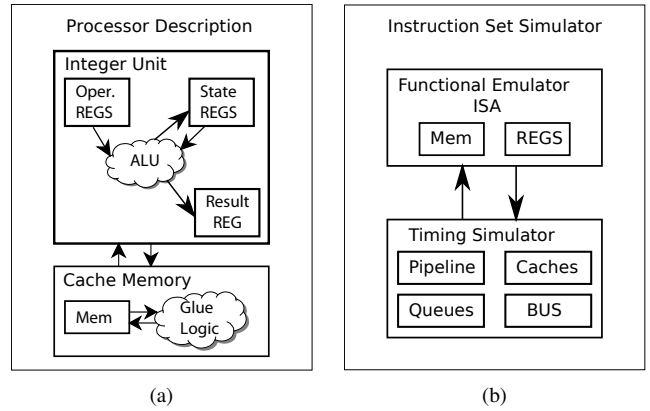 Processor Description
Integer Unit
Oper.
REGS
State
REGS
ALU
Result
REG
Cache Memory
Mem
Glue
Logic
(a)
Instruction Set Simulator
Functional Emulator
ISA
Mem
REGS
Timing Simulator
Pipeline
Caches
Queues
BUS
(b)